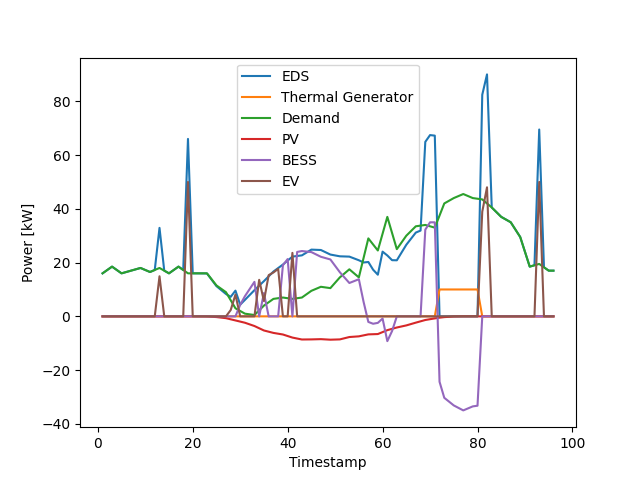 EDS
Thermal Generator
Demand
PV
BESS
EV
Power [kW]
80
60
40
20
0
−20
−40
0 20 40 60 80 100
Timestamp